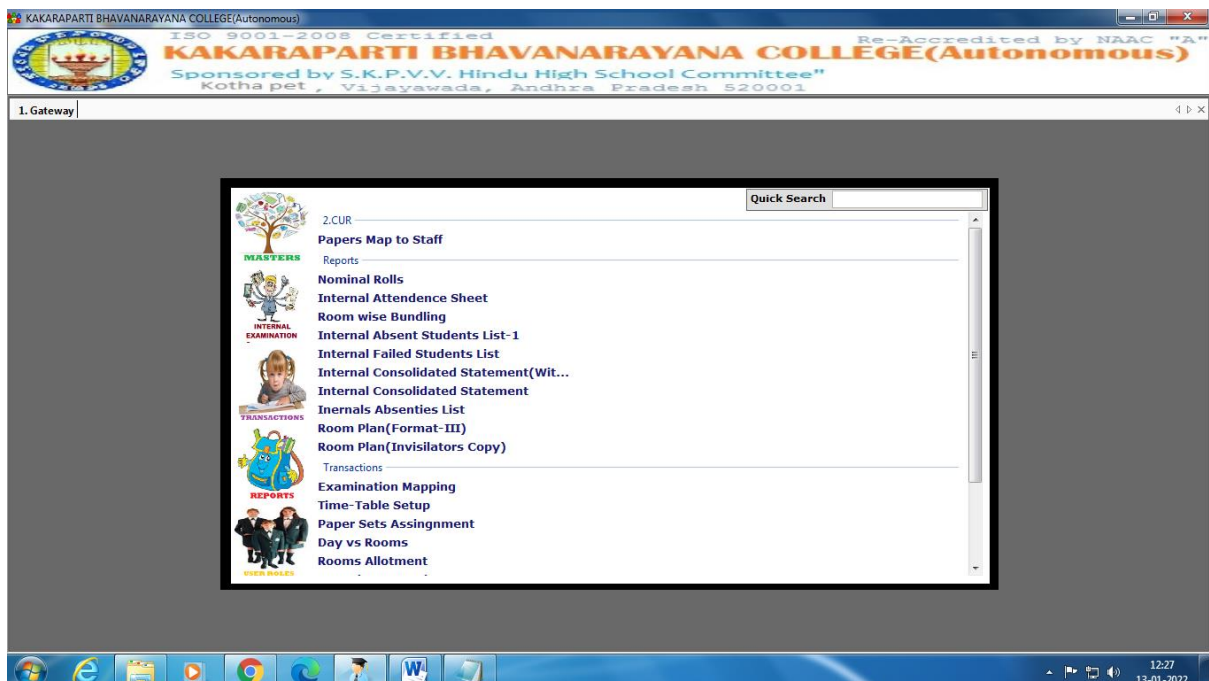 KAKARAPARTI BHAVANARAYANA COLLEGE(Autonomous)
ISO 9001-2008 Certified
Re-Accredited by NAAC "A"
KAKARAPARTI BHAVANARAYANA COLLEGE(Autonomous)
Sponsored by S.K.P.V.V. Hindu High School Committee"
Kotha pet , Vijayawada, Andhra Pradesh 520001
1. Gateway
Quick Search
MASTERS
INTERNAL
EXAMINATION
TRANSACTIONS
REPORTS
USER ROLES
2.CUR
Papers Map to Staff
Reports
Nominal Rolls
Internal Attendence Sheet
Room wise Bundling
Internal Absent Students List-1
Internal Failed Students List
Internal Consolidated Statement(Wit...
Internal Consolidated Statement
Inernals Absenties List
Room Plan(Format-III)
Room Plan(Invisilators Copy)
Transactions
Examination Mapping
Time-Table Setup
Paper Sets Assingnment
Day vs Rooms
Rooms Allotment
12:27
13-01-2022